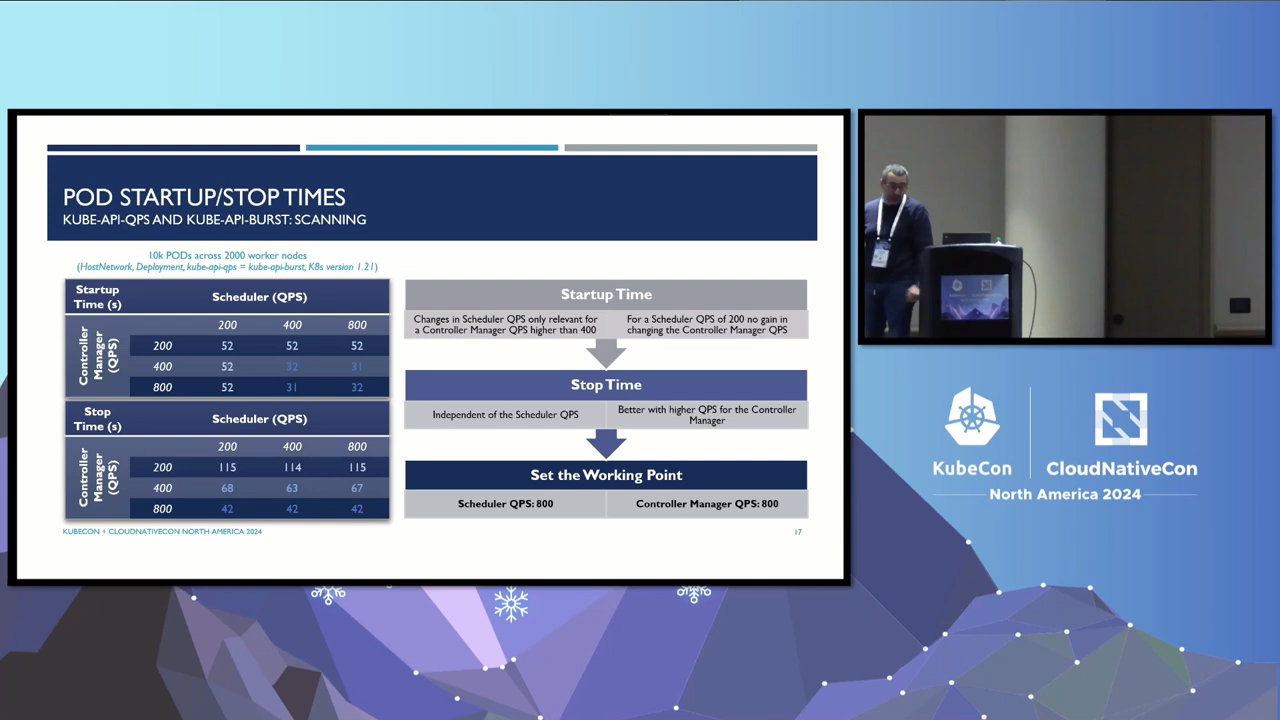 POD STARTUP/STOP TIMES
KUBE-API-QPS AND KUBE-API-BURST: SCANNING
10k PODs across 2000 worker nodes
(HostNetwork, Deployment, kube-api-qps = kube-api-burst, K8s version 1.21)
Startup Time (s)
Scheduler (QPS)
Controller Manager (QPS)
200 400 800
200 52 52 52
400 52 32 31
800 52 31 32
Stop Time (s)
Scheduler (QPS)
Controller Manager (QPS)
200 400 800
200 115 114 115
400 68 63 67
800 42 42 42
Startup Time
Changes in Scheduler QPS only relevant for
a Controller Manager QPS higher than 400
For a Scheduler QPS of 200 no gain in
changing the Controller Manager QPS
Stop Time
Independent of the Scheduler QPS
Better with higher QPS for the Controller
Manager
Set the Working Point
Scheduler QPS: 800
Controller Manager QPS: 800
KUBECON + CLOUDNATIVECON NORTH AMERICA 2024
17
KubeCon
CloudNativeCon
North America 2024